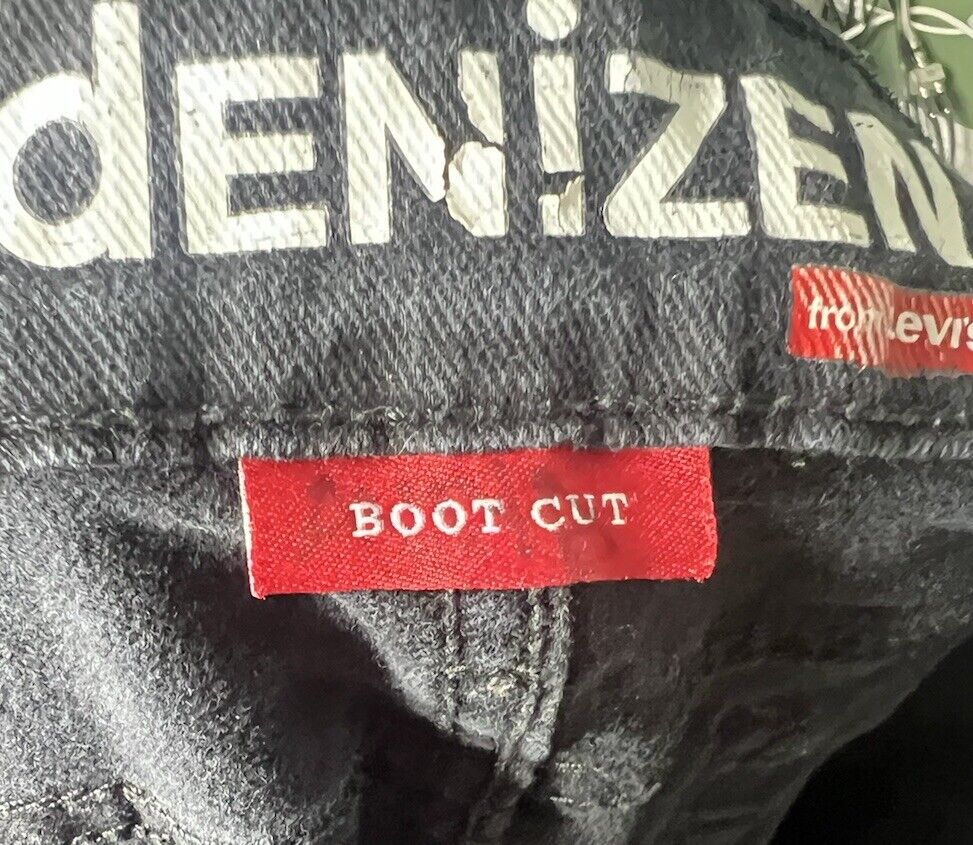 dENiZEN
from Levi's
BOOT CUT